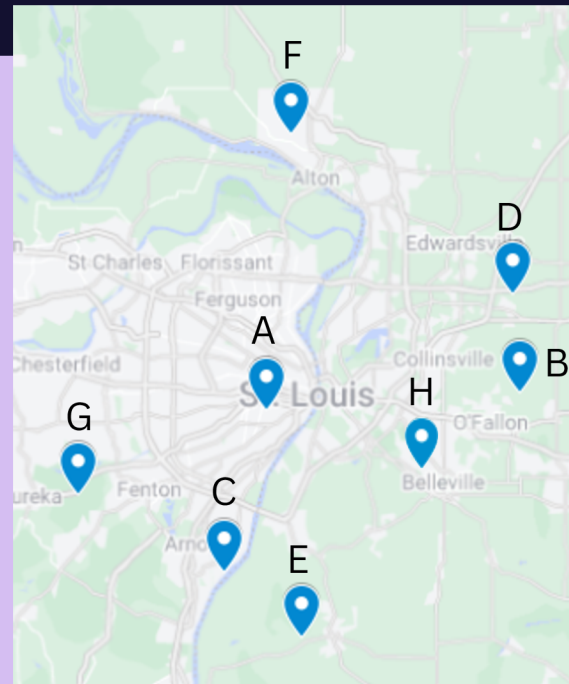 F
Alton
D
Edwardsville
n
St Charles Florissant
Ferguson
A
Chesterfield
Collinsville
B
St. Louis
H
G
O'Fallon
ureka
Fenton
C
Belleville
Arno
E